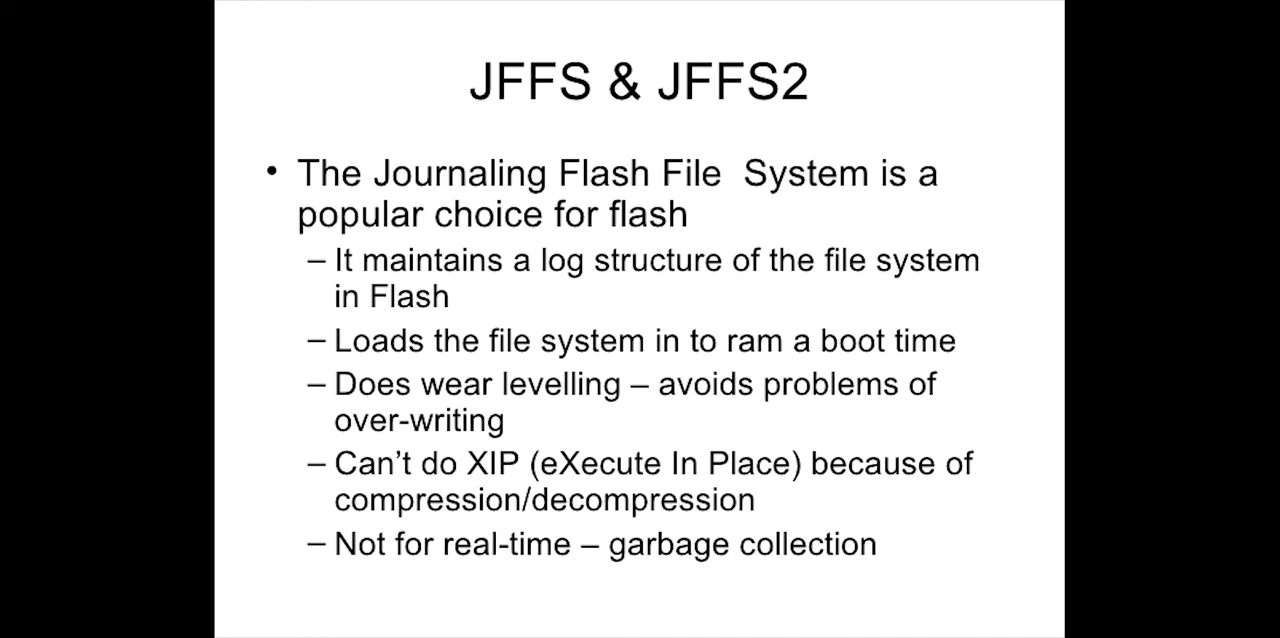 JFFS & JFFS2
• The Journaling Flash File  System is a
popular choice for flash
– It maintains a log structure of the file system
in Flash
– Loads the file system in to ram a boot time
– Does wear levelling – avoids problems of
over-writing
– Can't do XIP (eXecute In Place) because of
compression/decompression
– Not for real-time – garbage collection